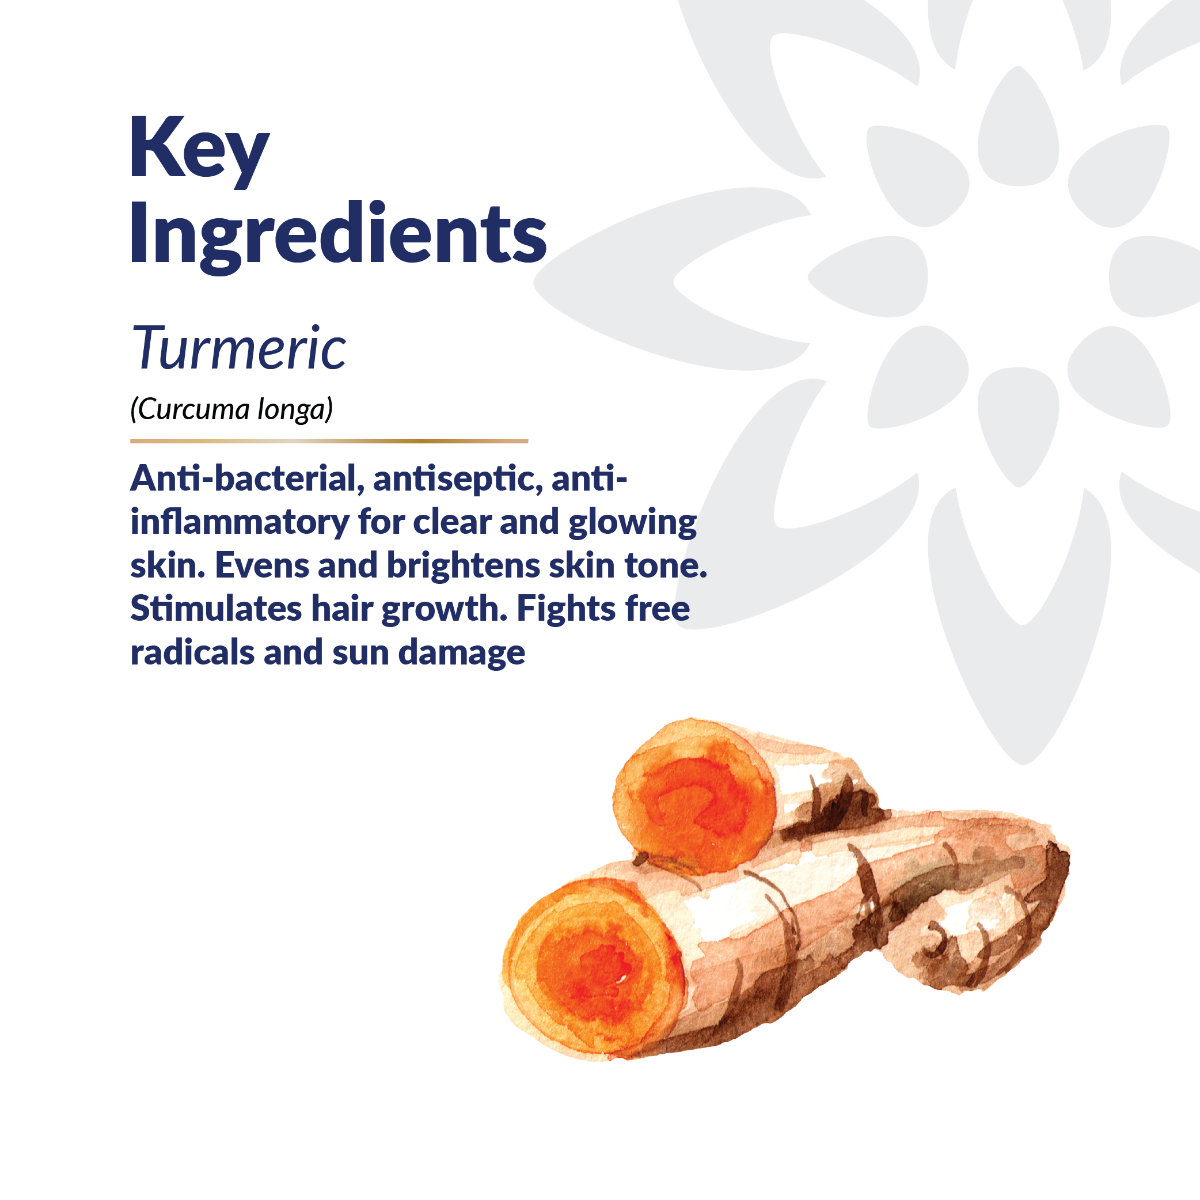 Key
Ingredients
Turmeric
(Curcuma longa)
Anti-bacterial, antiseptic, anti-
inflammatory for clear and glowing
skin. Evens and brightens skin tone.
Stimulates hair growth. Fights free
radicals and sun damage